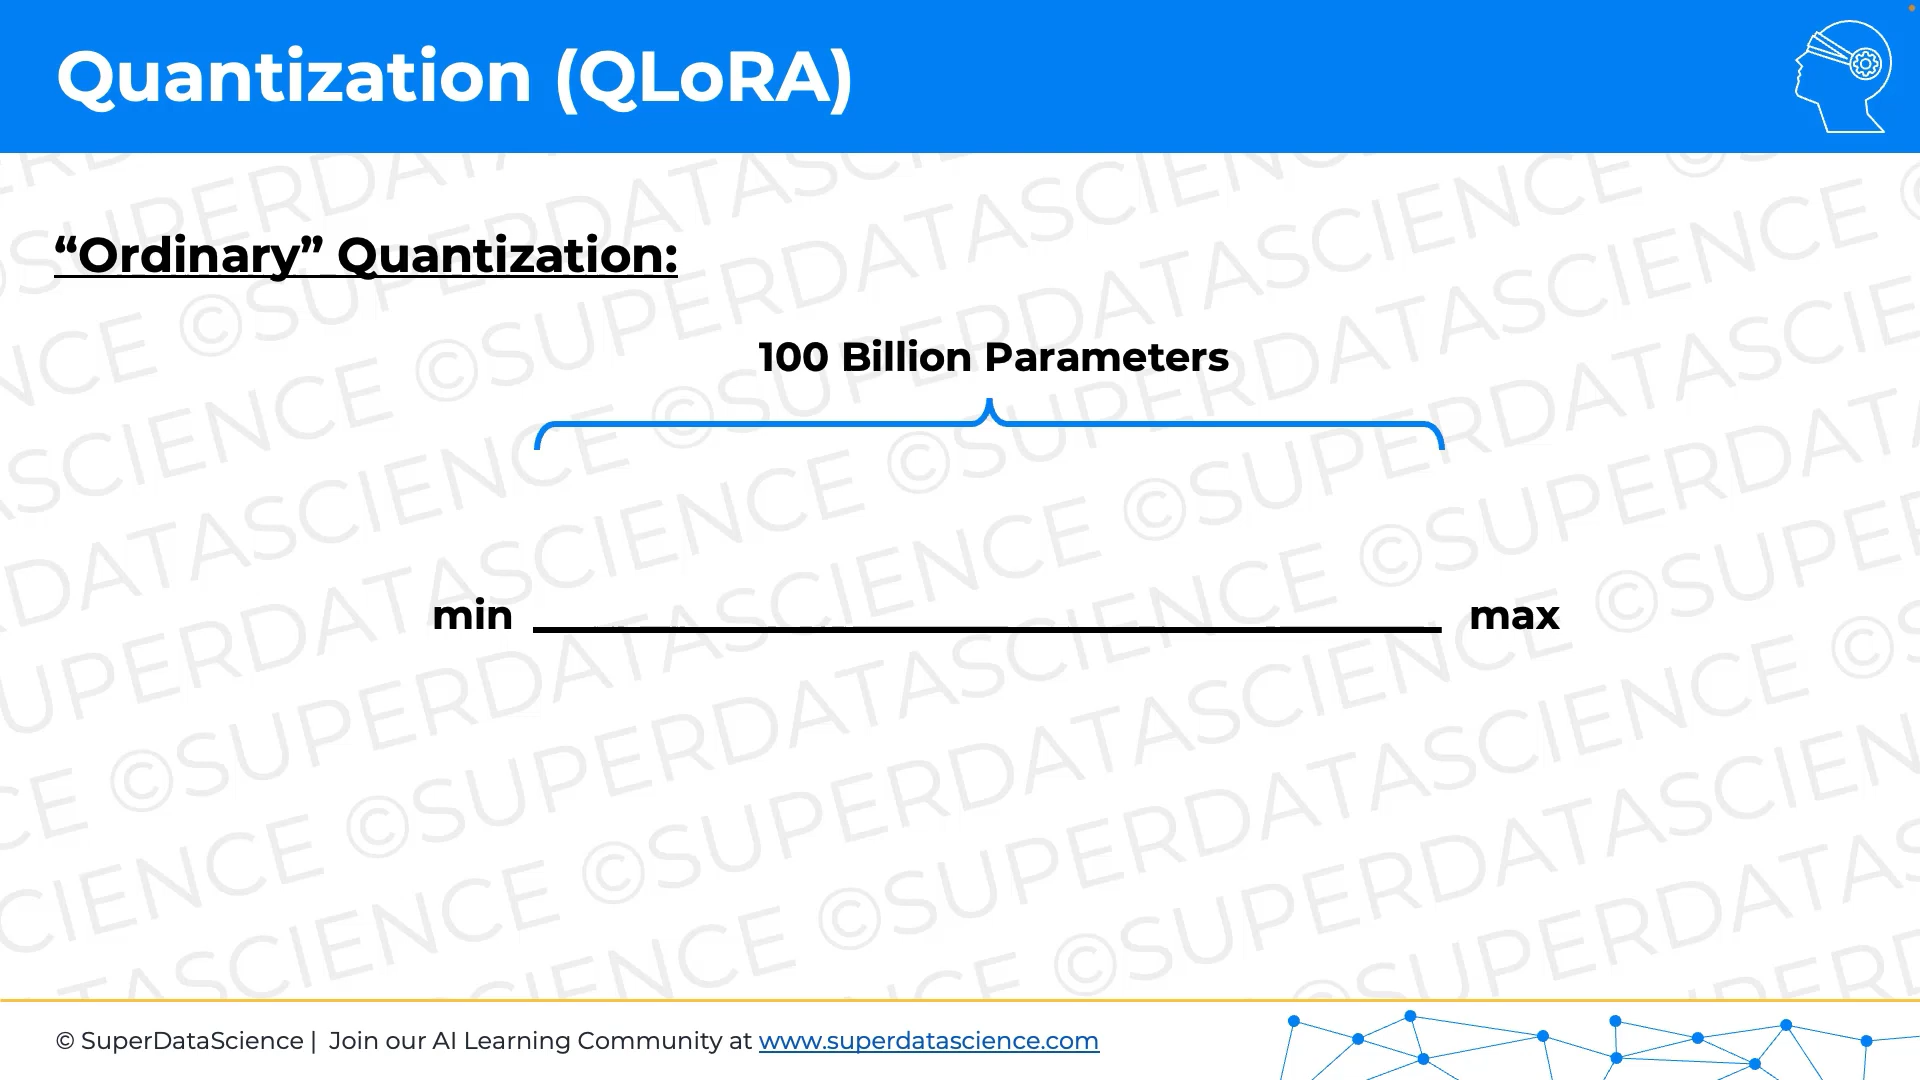 Quantization (QLoRA)
“Ordinary” Quantization:
100 Billion Parameters
min
max
©SUPERDATASCIENCE
© SuperDataScience | Join our AI Learning Community at www.superdatascience.com